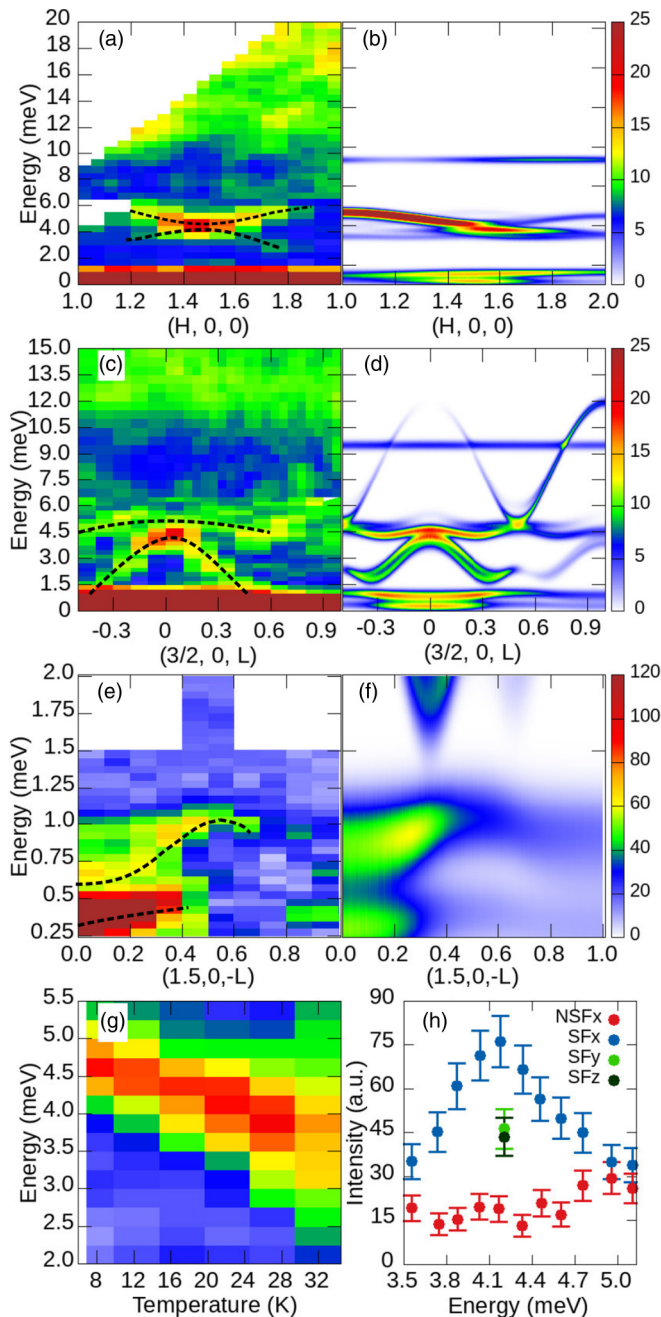 (a) (b)
20 18 16 14 12 10 8 6.0 4.0 2.0 0
Energy (meV)
1.0 1.2 1.4 1.6 1.8 1.0 1.2 1.4 1.6 1.8 2.0
(H, 0, 0) (H, 0, 0)
25 20 15 10 5 0
(c) (d)
15.0 12.5 10.0 7.5 6.0 4.5 3.0 1.5 0
Energy (meV)
-0.3 0 0.3 0.6 0.9 -0.3 0 0.3 0.6 0.9
(3/2, 0, L) (3/2, 0, L)
25 20 15 10 5 0
(e) (f)
2.0 1.75 1.5 1.25 1.0 0.75 0.5 0.25
Energy (meV)
0.0 0.2 0.4 0.6 0.8 0.0 0.2 0.4 0.6 0.8 1.0
(1.5,0,-L) (1.5,0,-L)
120 100 80 60 40 20 0
(g)
5.5 5.0 4.5 4.0 3.5 3.0 2.5 2.0
Energy (meV)
8 12 16 20 24 28 32
Temperature (K)
(h)
NSFx
SFx
SFy
SFz
90 75 60 45 30 15 0
Intensity (a.u.)
3.5 3.8 4.1 4.4 4.7 5.0
Energy (meV)